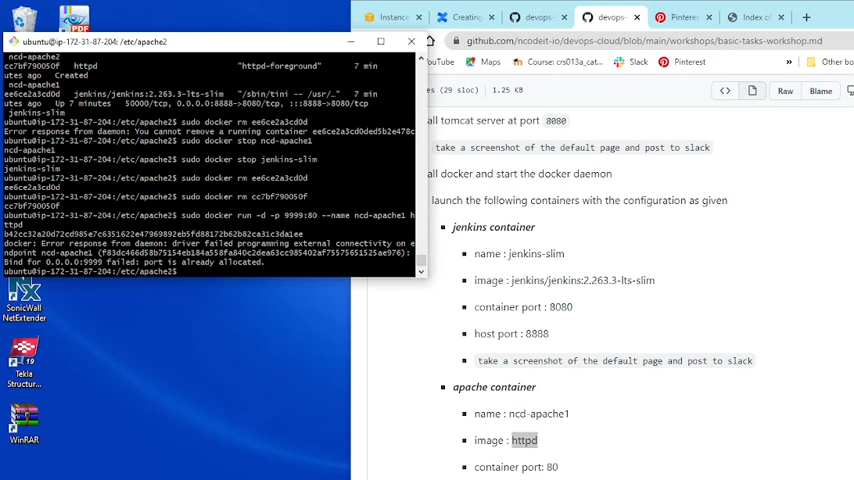 ubuntu@ip-172-31-87-204: /etc/apache2
ncd-apache2
cc7bf790050f   httpd   "httpd-foreground"   7 min
utes ago   Created
ncd-apache1
ee6ce2a3cd0d   jenkins/jenkins:2.263.3-lts-slim   "/sbin/tini -- /usr/…"   7 min
utes ago   Up 7 minutes   50000/tcp, 0.0.0.0:8888->8080/tcp, :::8888->8080/tcp
jenkins-slim
ubuntu@ip-172-31-87-204:/etc/apache2$ sudo docker rm ee6ce2a3cd0d
Error response from daemon: You cannot remove a running container ee6ce2a3cd0ded5b2e478c
ubuntu@ip-172-31-87-204:/etc/apache2$ sudo docker stop ncd-apache1
ncd-apache1
ubuntu@ip-172-31-87-204:/etc/apache2$ sudo docker stop jenkins-slim
jenkins-slim
ubuntu@ip-172-31-87-204:/etc/apache2$ sudo docker rm ee6ce2a3cd0d
ee6ce2a3cd0d
ubuntu@ip-172-31-87-204:/etc/apache2$ sudo docker rm cc7bf790050f
cc7bf790050f
ubuntu@ip-172-31-87-204:/etc/apache2$ sudo docker run -d -p 9999:80 --name ncd-apache1 h
ttpd
b42cc32a20d72cd985e7c6351622e47969892eb5fd88172b62b82ca31c3da1ee
docker: Error response from daemon: driver failed programming external connectivity on e
ndpoint ncd-apache1 (f83dc466d58b75154eb184a558fa840c2dea63cc985402af75575651525ae976):
Bind for 0.0.0.0:9999 failed: port is already allocated.
ubuntu@ip-172-31-87-204:/etc/apache2$
SonicWall
NetExtender
19
Tekla
Structur...
WinRAR
Instance
Creating
devops-
devops-
Pinteres
Index of
github.com/ncodeit-io/devops-cloud/blob/main/workshops/basic-tasks-workshop.md
YouTube
Maps
Course: crs013a_cat...
Slack
Pinterest
Other boo
(29 sloc)
1.25 KB
Raw
Blame
all tomcat server at port 8080
take a screenshot of the default page and post to slack
all docker and start the docker daemon
launch the following containers with the configuration as given
jenkins container
name : jenkins-slim
image : jenkins/jenkins:2.263.3-lts-slim
container port : 8080
host port : 8888
take a screenshot of the default page and post to slack
apache container
name : ncd-apache1
image : httpd
container port: 80